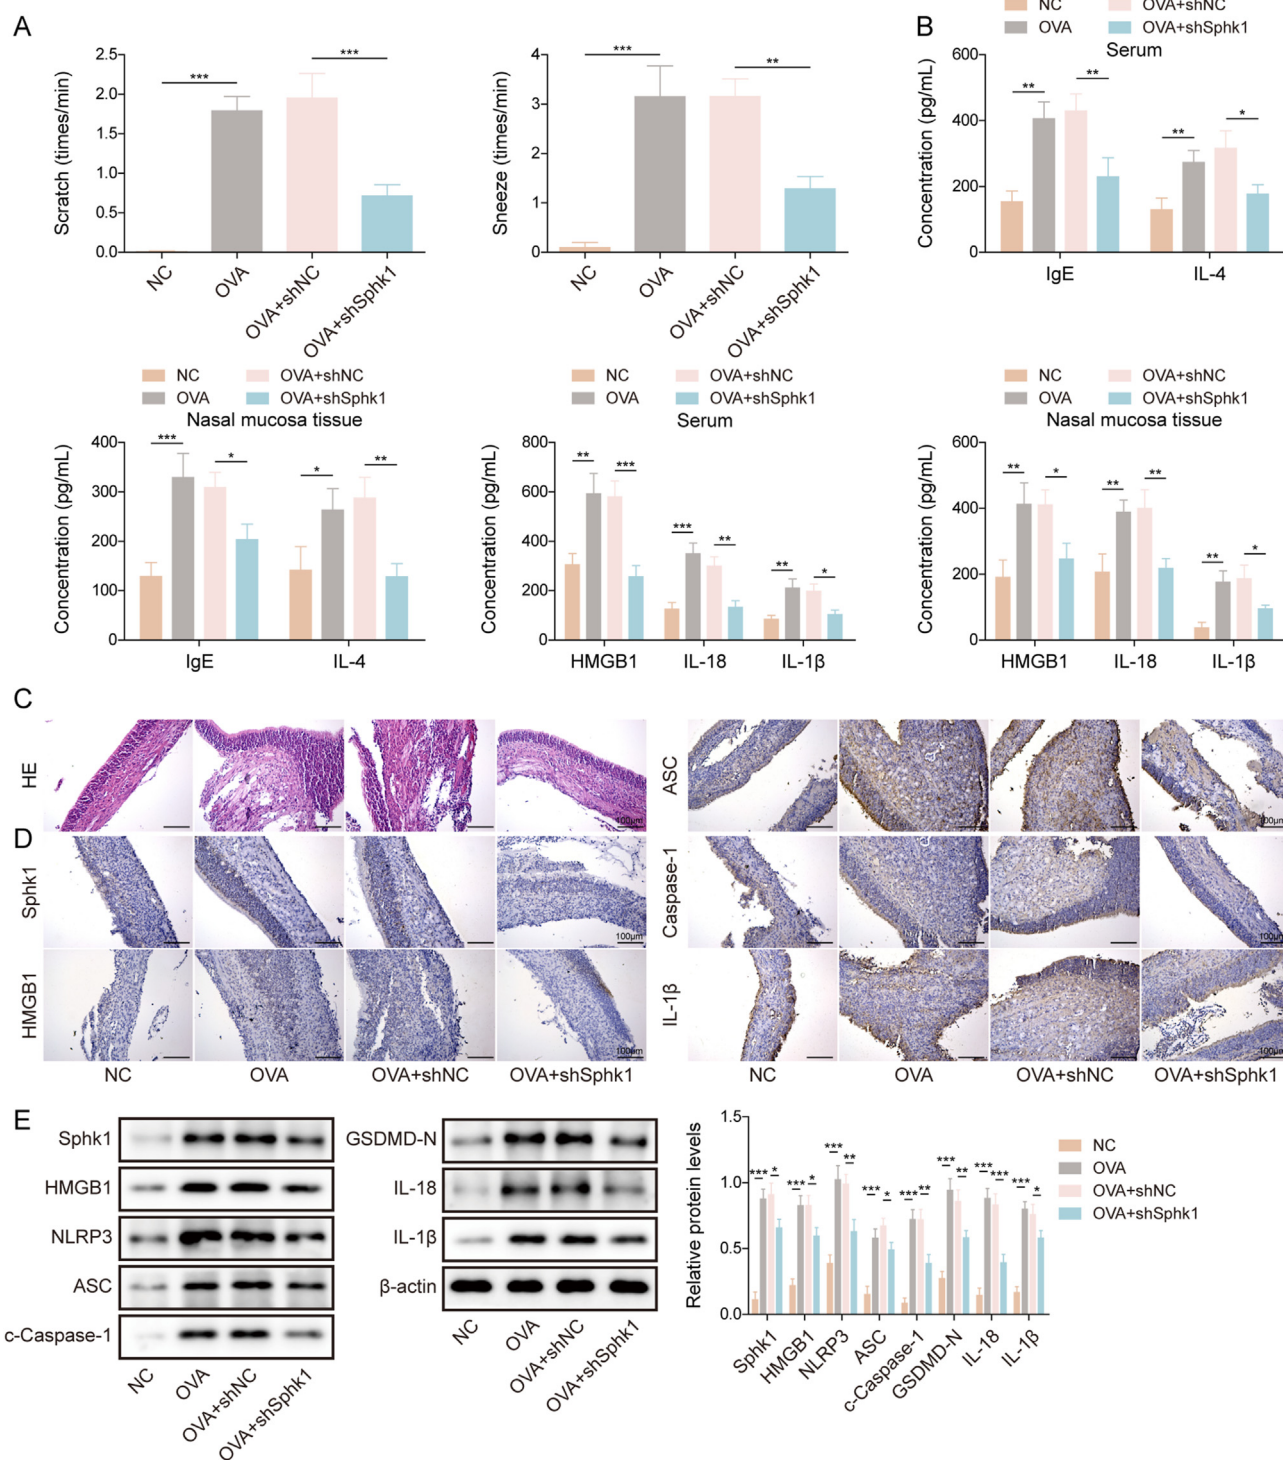 A
Scratch (times/min)
2.5
2.0
1.5
1.0
0.5
0.0
***
***
NC
OVA
OVA+shNC
OVA+shSphk1
Sneeze (times/min)
4
3
2
1
0
***
**
NC
OVA
OVA+shNC
OVA+shSphk1
B
NC
OVA+shNC
OVA
OVA+shSphk1
Serum
Concentration (pg/mL)
600
400
200
0
**
**
**
*
IgE
IL-4
NC
OVA+shNC
OVA
OVA+shSphk1
Nasal mucosa tissue
Concentration (pg/mL)
400
300
200
100
0
***
*
*
**
IgE
IL-4
NC
OVA+shNC
OVA
OVA+shSphk1
Serum
Concentration (pg/mL)
800
600
400
200
0
**
***
***
**
**
*
HMGB1
IL-18
IL-1β
NC
OVA+shNC
OVA
OVA+shSphk1
Nasal mucosa tissue
Concentration (pg/mL)
600
400
200
0
**
*
**
**
**
*
HMGB1
IL-18
IL-1β
C
HE
100μm
D
Sphk1
100μm
HMGB1
100μm
NC
OVA
OVA+shNC
OVA+shSphk1
ASC
100μm
Caspase-1
100μm
IL-1β
100μm
NC
OVA
OVA+shNC
OVA+shSphk1
E
Sphk1
HMGB1
NLRP3
ASC
c-Caspase-1
NC
OVA
OVA+shNC
OVA+shSphk1
GSDMD-N
IL-18
IL-1β
β-actin
NC
OVA
OVA+shNC
OVA+shSphk1
Relative protein levels
1.5
1.0
0.5
0.0
***
*
***
*
***
**
***
*
***
**
***
**
***
***
***
*
Sphk1
HMGB1
NLRP3
ASC
c-Caspase-1
GSDMD-N
IL-18
IL-1β
NC
OVA
OVA+shNC
OVA+shSphk1